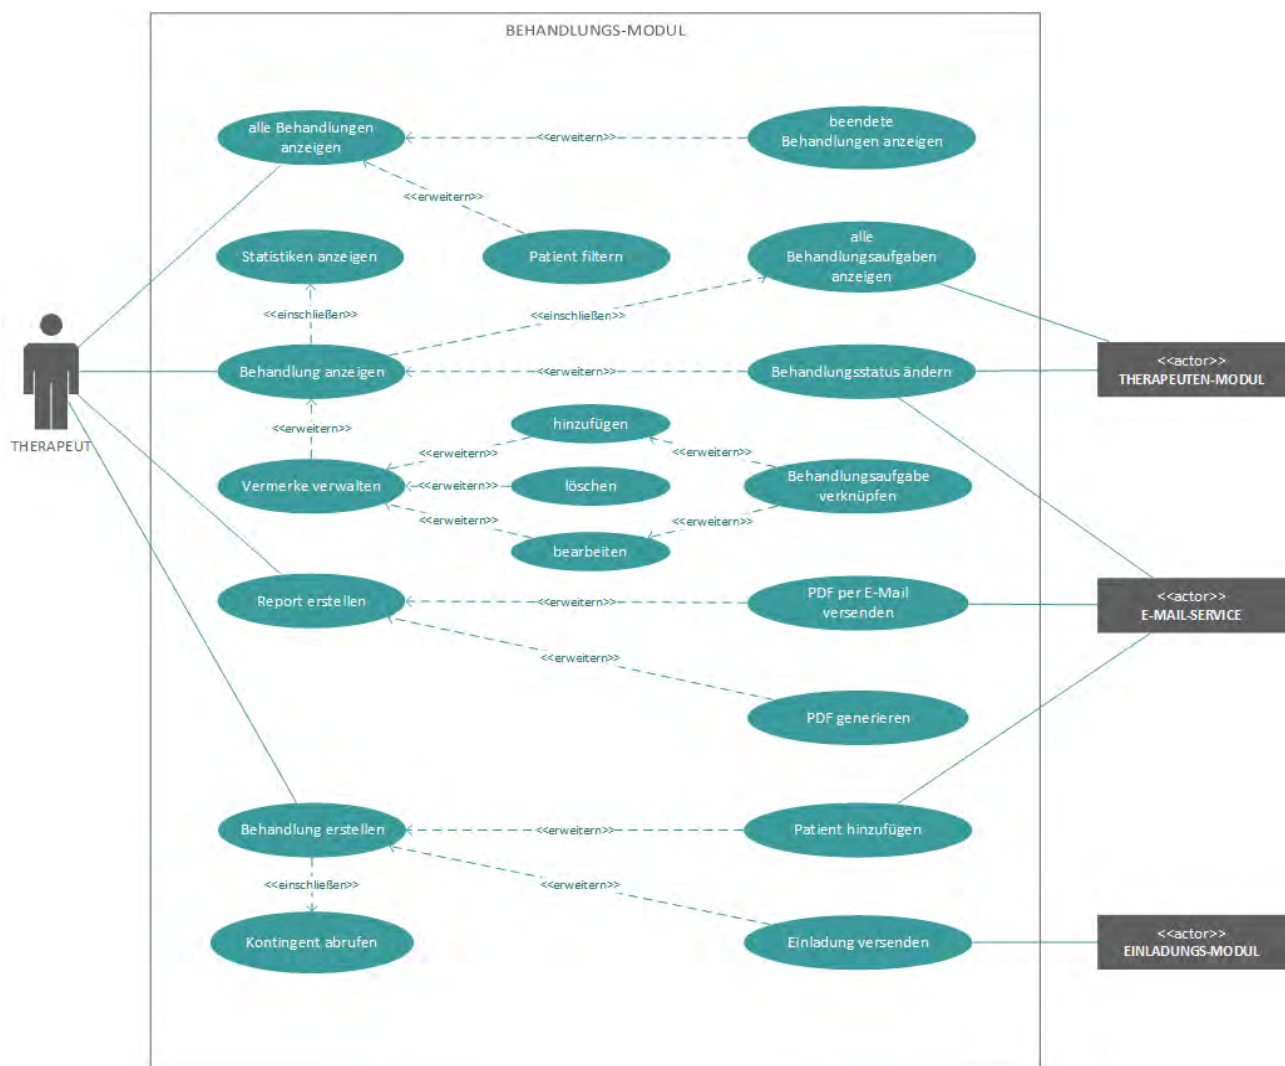 BEHANDLUNGS-MODUL
alle Behandlungen
anzeigen
<<erweitern>>
beendete
Behandlungen anzeigen
<<erweitern>>
Statistiken anzeigen
Patient filtern
alle
Behandlungsaufgaben
anzeigen
<<einschließen>>
<<einschließen>>
Behandlung anzeigen
<<erweitern>>
Behandlungsstatus ändern
<<actor>>
THERAPEUTEN-MODUL
THERAPEUT
<<erweitern>>
hinzufügen
<<erweitern>>
<<erweitern>>
Vermerke verwalten
<<erweitern>>
löschen
Behandlungsaufgabe
verknüpfen
<<erweitern>>
<<erweitern>>
bearbeiten
Report erstellen
<<erweitern>>
PDF per E-Mail
versenden
<<actor>>
E-MAIL-SERVICE
<<erweitern>>
PDF generieren
Behandlung erstellen
<<erweitern>>
Patient hinzufügen
<<einschließen>>
<<erweitern>>
Kontingent abrufen
Einladung versenden
<<actor>>
EINLADUNGS-MODUL